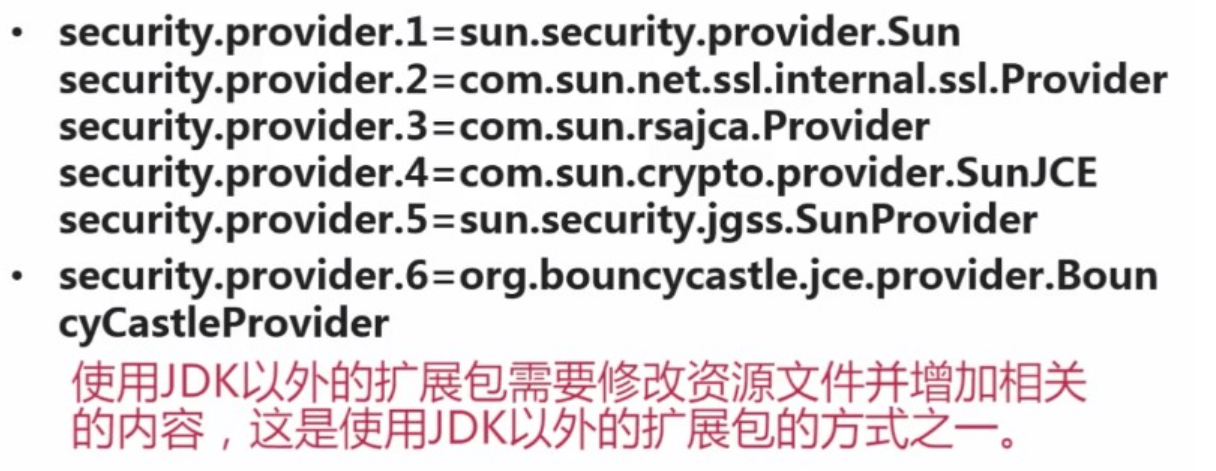 • security.provider.1=sun.security.provider.Sun
security.provider.2=com.sun.net.ssl.internal.ssl.Provider
security.provider.3=com.sun.rsajca.Provider
security.provider.4=com.sun.crypto.provider.SunJCE
security.provider.5=sun.security.jgss.SunProvider
• security.provider.6=org.bouncycastle.jce.provider.Boun
cyCastleProvider
使用JDK以外的扩展包需要修改资源文件并增加相关
的内容，这是使用JDK以外的扩展包的方式之一。